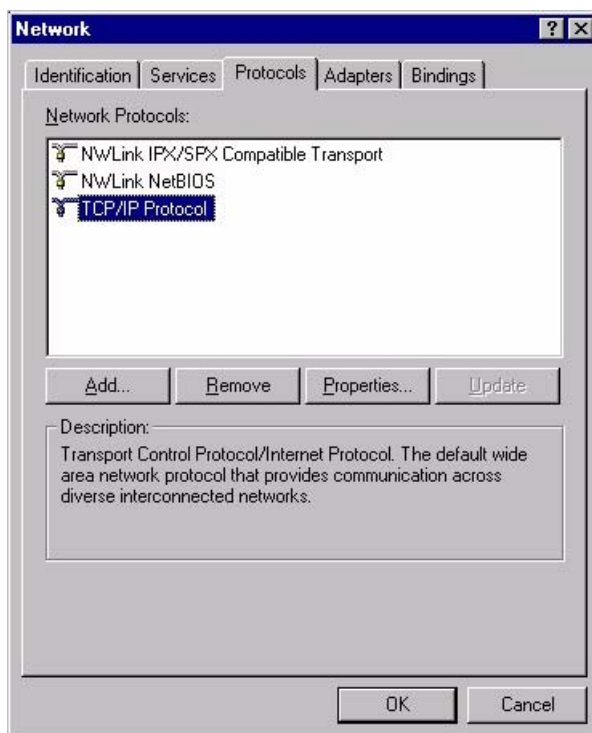 Network
Identification Services Protocols Adapters Bindings
Network Protocols:
NWLink IPX/SPX Compatible Transport
NWLink NetBIOS
TCP/IP Protocol
Add... Remove Properties... Update
Description:
Transport Control Protocol/Internet Protocol. The default wide
area network protocol that provides communication across
diverse interconnected networks.
OK Cancel